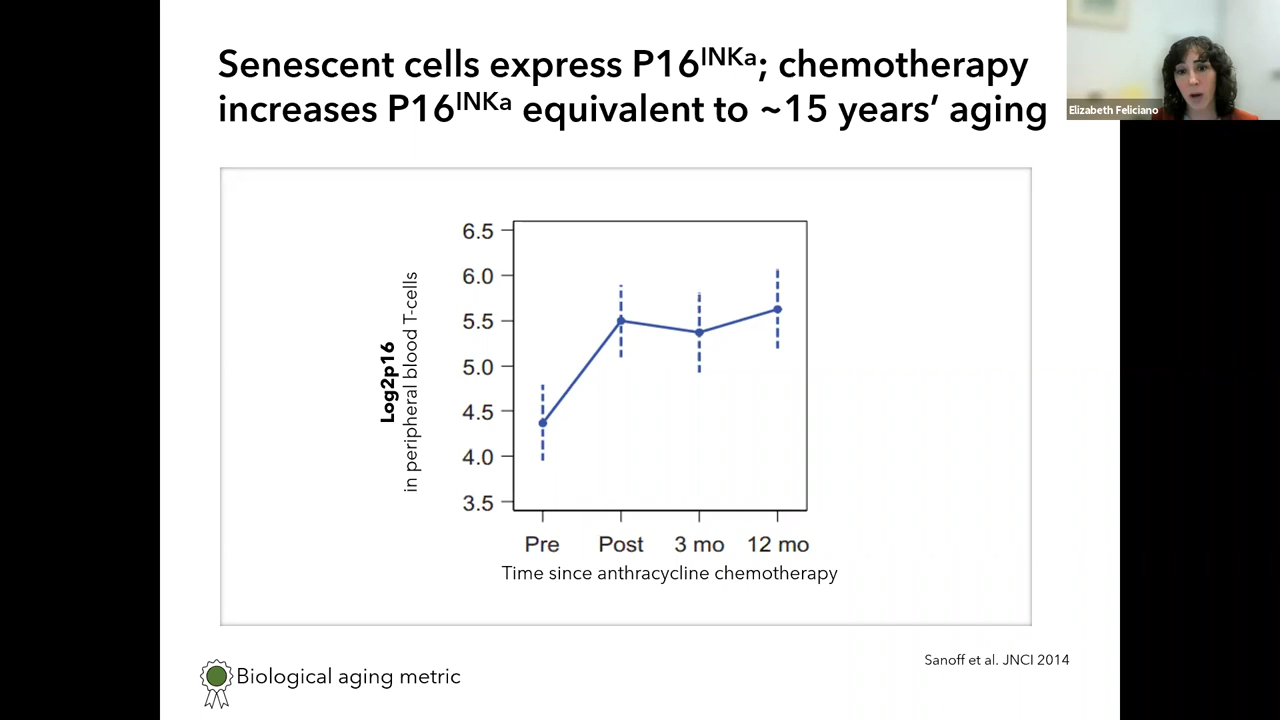 Senescent cells express P16INKa; chemotherapy
increases P16INKa equivalent to ~15 years’ aging
Elizabeth Feliciano
6.5
6.0
5.5
5.0
4.5
4.0
3.5
Log2p16
in peripheral blood T-cells
Pre Post 3 mo 12 mo
Time since anthracycline chemotherapy
Sanoff et al. JNCI 2014
Biological aging metric